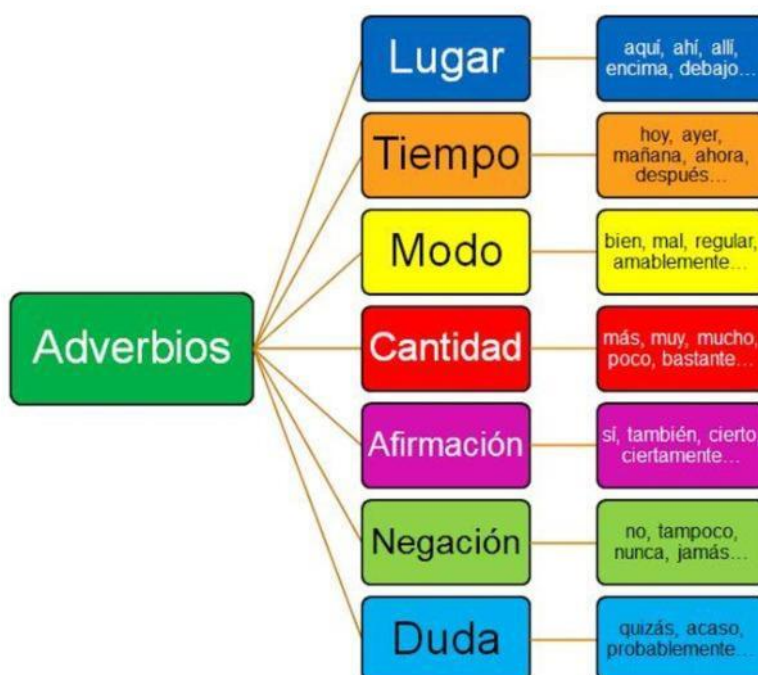 Adverbios
Lugar
aquí, ahí, allí,
encima, debajo...
Tiempo
hoy, ayer,
mañana, ahora,
después...
Modo
bien, mal, regular,
amablemente...
Cantidad
más, muy, mucho,
poco, bastante...
Afirmación
sí, también, cierto,
ciertamente...
Negación
no, tampoco,
nunca, jamás...
Duda
quizás, acaso,
probablemente...